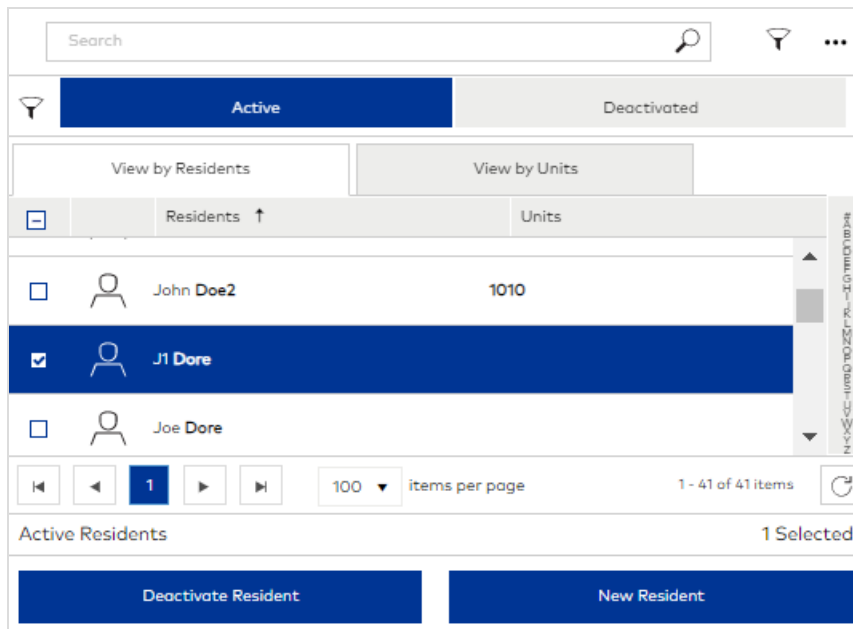 Search
Active Deactivated
View by Residents View by Units
Residents ↑ Units
John Doe2 1010
J1 Dore
Joe Dore
1 100 items per page 1 - 41 of 41 items
Active Residents 1 Selected
Deactivate Resident New Resident
#
A
B
C
D
E
F
G
H
I
J
K
L
M
N
O
P
Q
R
S
T
U
V
W
X
Y
Z